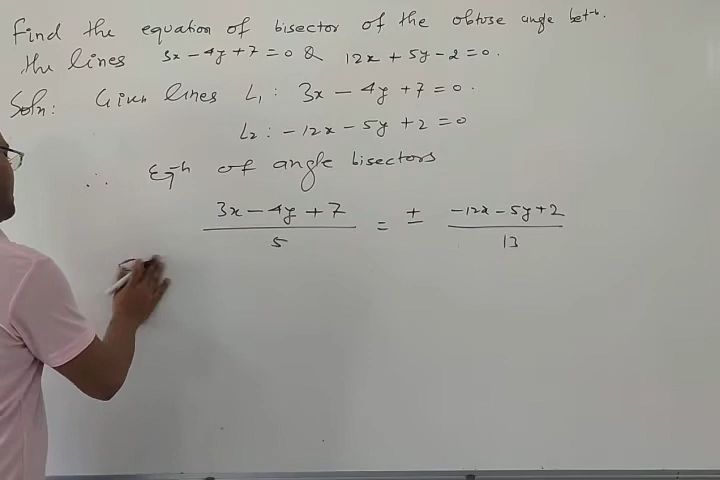 Find the equation of bisector of the obtuse angle bet-n.
the lines 3x - 4y + 7 = 0 & 12x + 5y - 2 = 0.
Soln: Given lines L₁ : 3x - 4y + 7 = 0.
L₂ : -12x - 5y + 2 = 0
∴ Eq-n of angle bisectors
(3x - 4y + 7)/5 = ± (-12x - 5y + 2)/13